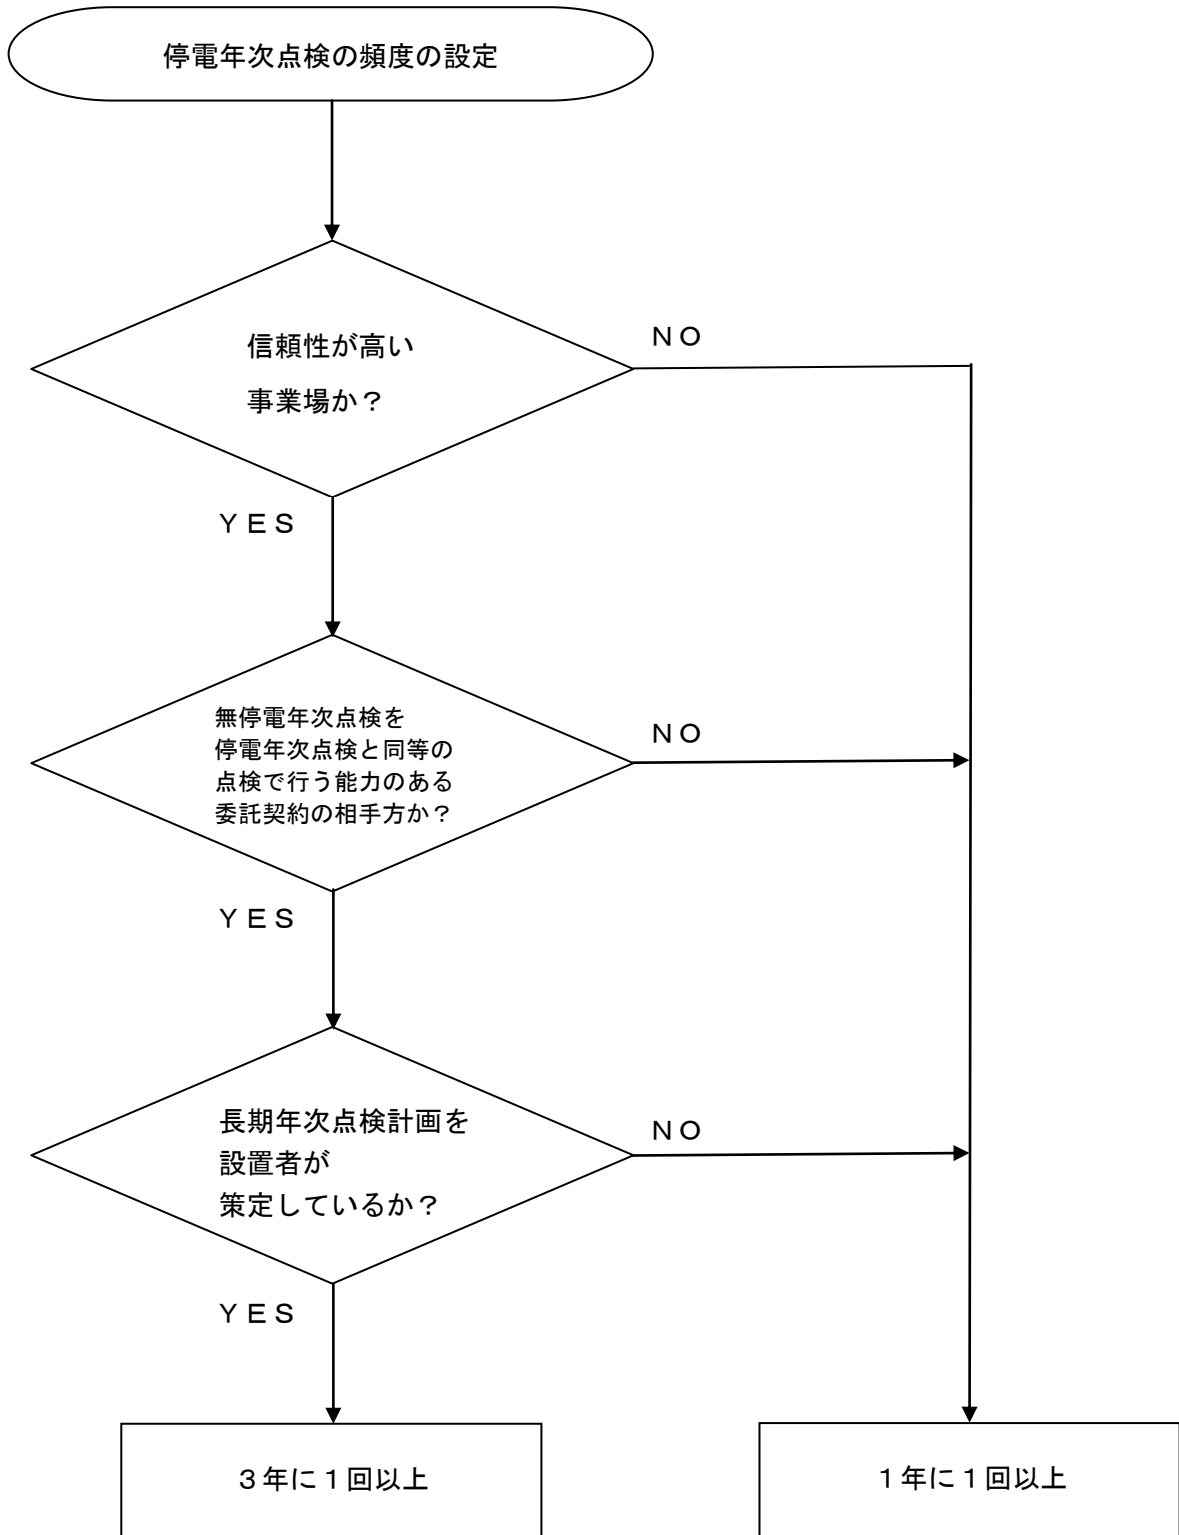 停電年次点検の頻度の設定
信頼性が高い
事業場か？
ＮＯ
ＹＥＳ
無停電年次点検を
停電年次点検と同等の
点検で行う能力のある
委託契約の相手方か？
ＮＯ
ＹＥＳ
長期年次点検計画を
設置者が
策定しているか？
ＮＯ
ＹＥＳ
３年に１回以上
１年に１回以上